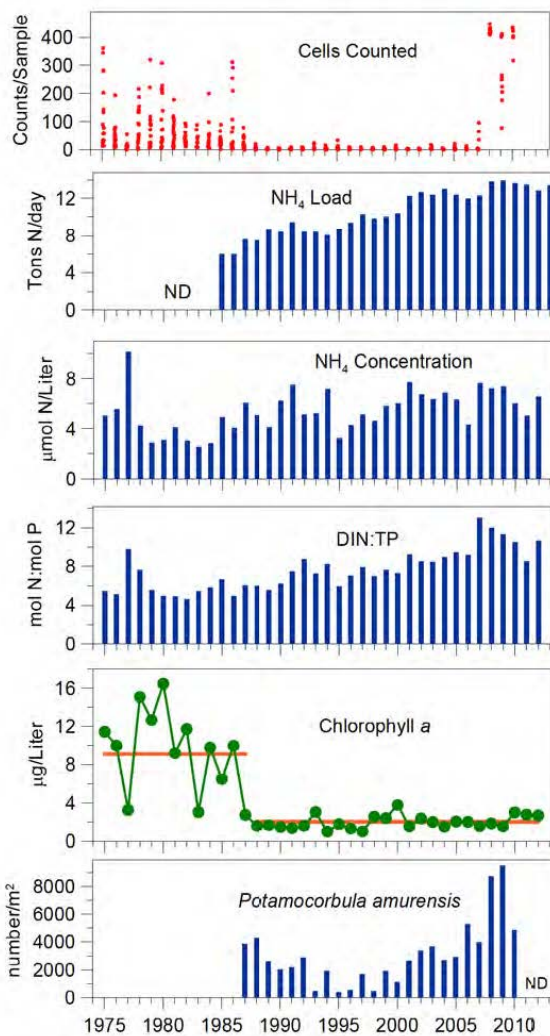 Counts/Sample
400
300
200
100
0
Cells Counted
Tons N/day
12
8
4
0
NH₄ Load
ND
μmol N/Liter
8
4
0
NH₄ Concentration
mol N:mol P
12
8
4
0
DIN:TP
μg/Liter
16
12
8
4
0
Chlorophyll a
number/m²
8000
6000
4000
2000
0
Potamocorbula amurensis
ND
1975 1980 1985 1990 1995 2000 2005 2010